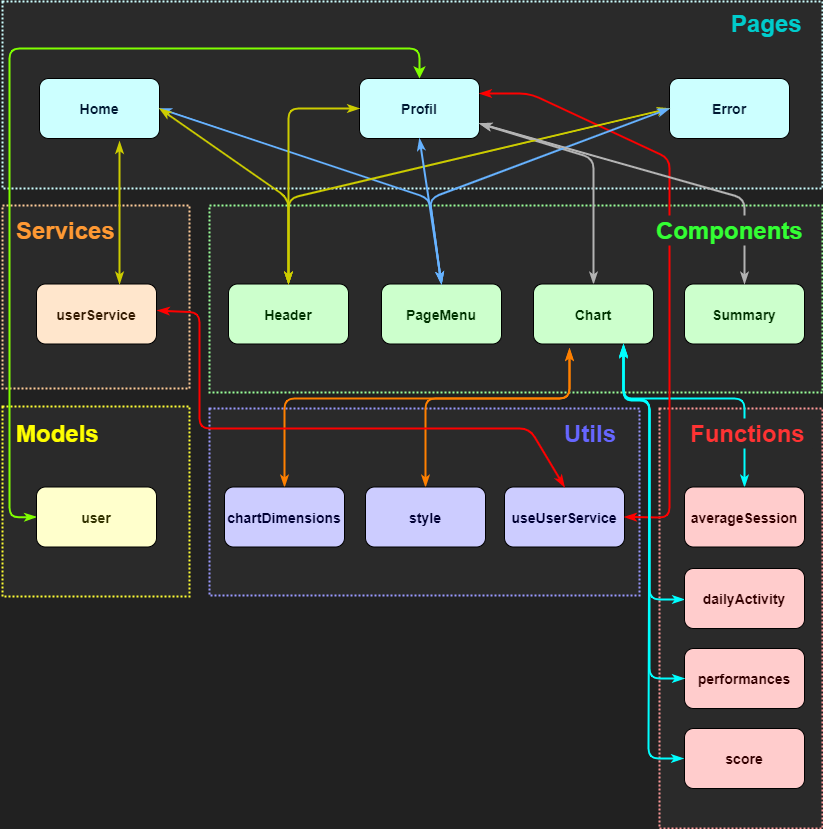 Pages
Home
Profil
Error
Services
Components
userService
Header
PageMenu
Chart
Summary
Models
Utils
Functions
user
chartDimensions
style
useUserService
averageSession
dailyActivity
performances
score